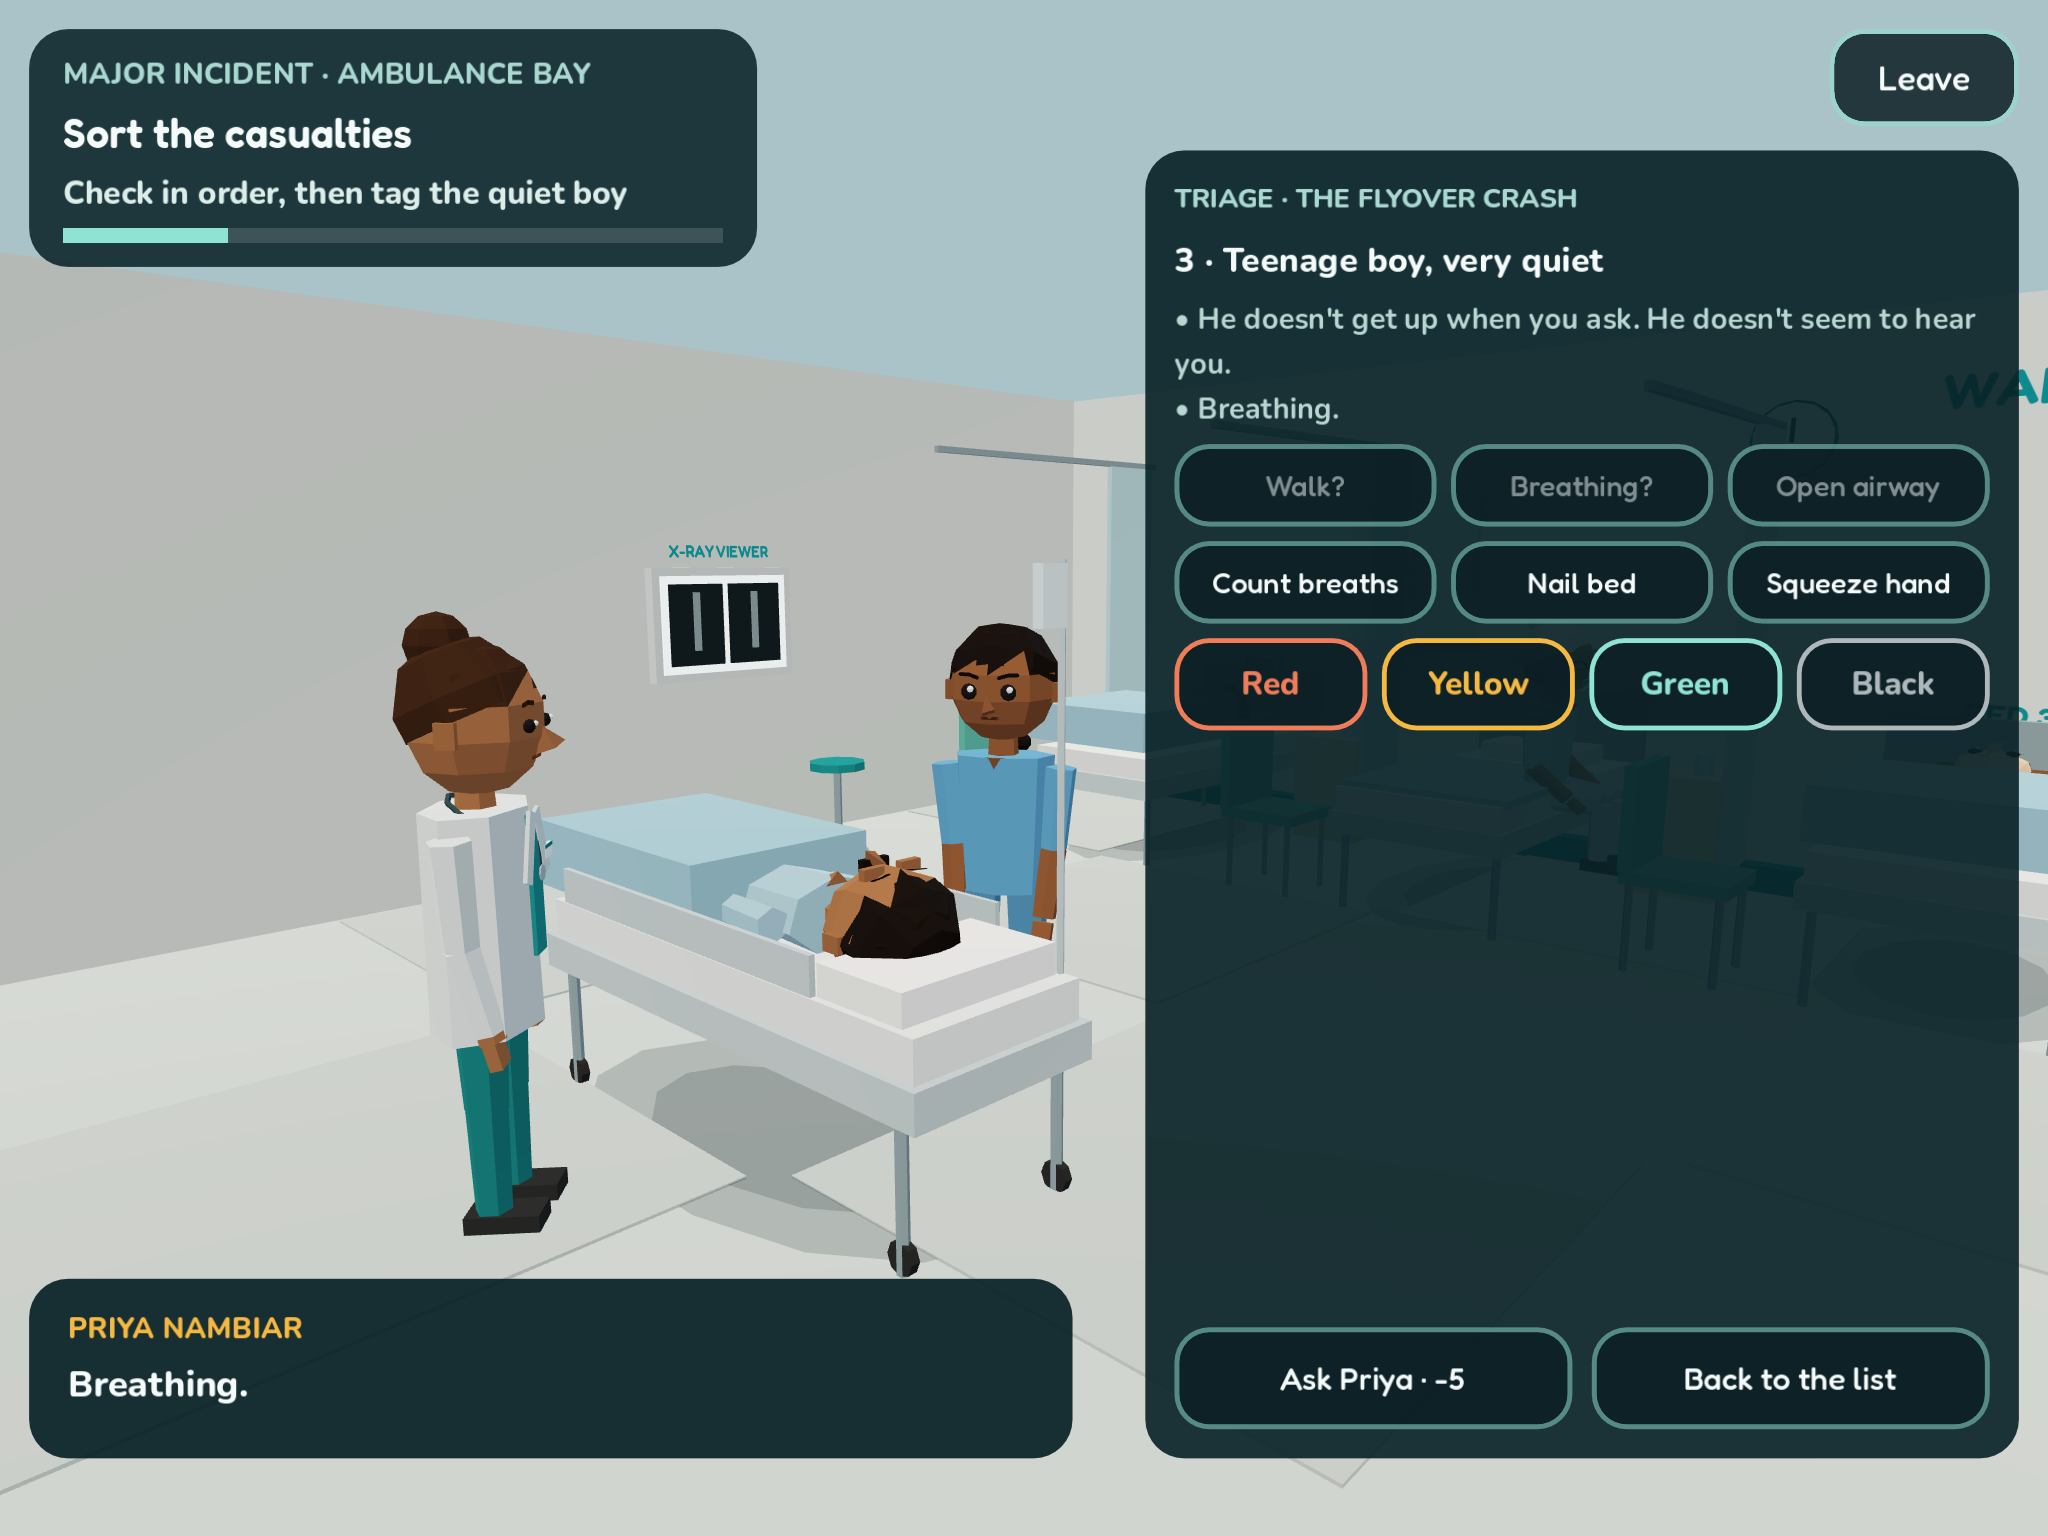 MAJOR INCIDENT · AMBULANCE BAY
Sort the casualties
Check in order, then tag the quiet boy
Leave
TRIAGE · THE FLYOVER CRASH
3 · Teenage boy, very quiet
• He doesn't get up when you ask. He doesn't seem to hear
you.
• Breathing.
Walk?
Breathing?
Open airway
Count breaths
Nail bed
Squeeze hand
Red
Yellow
Green
Black
X-RAY VIEWER
PRIYA NAMBIAR
Breathing.
Ask Priya · -5
Back to the list